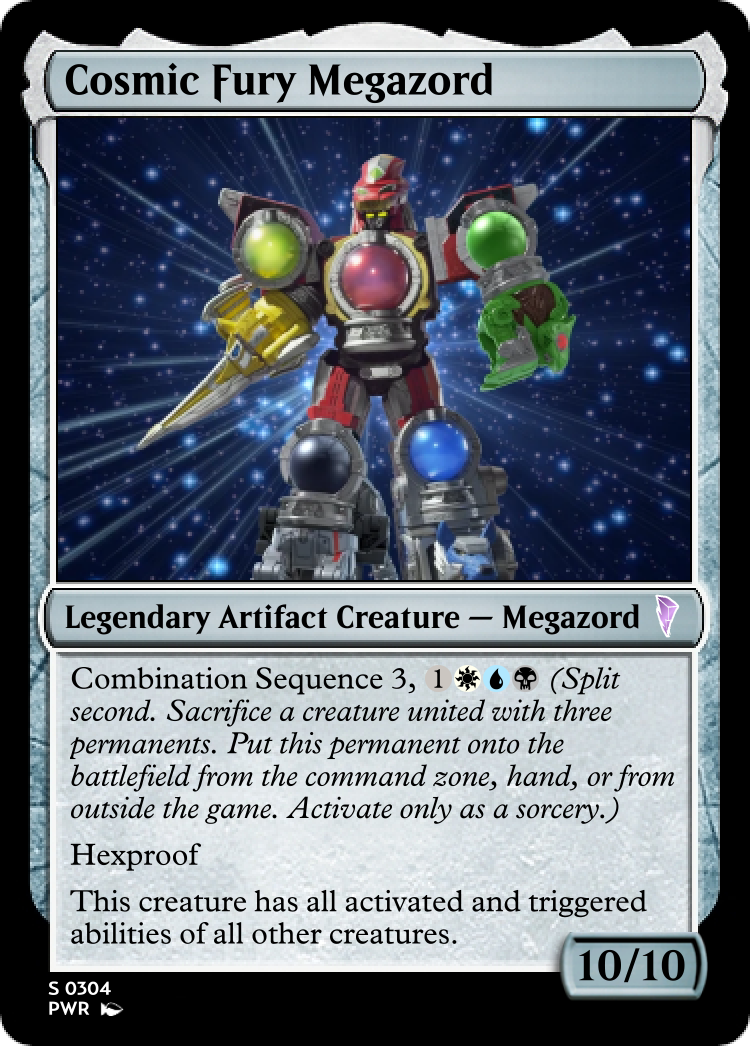 Cosmic Fury Megazord
Legendary Artifact Creature — Megazord
Combination Sequence 3, 1 (Split
second. Sacrifice a creature united with three
permanents. Put this permanent onto the
battlefield from the command zone, hand, or from
outside the game. Activate only as a sorcery.)
Hexproof
This creature has all activated and triggered
abilities of all other creatures.
10/10
S 0304
PWR